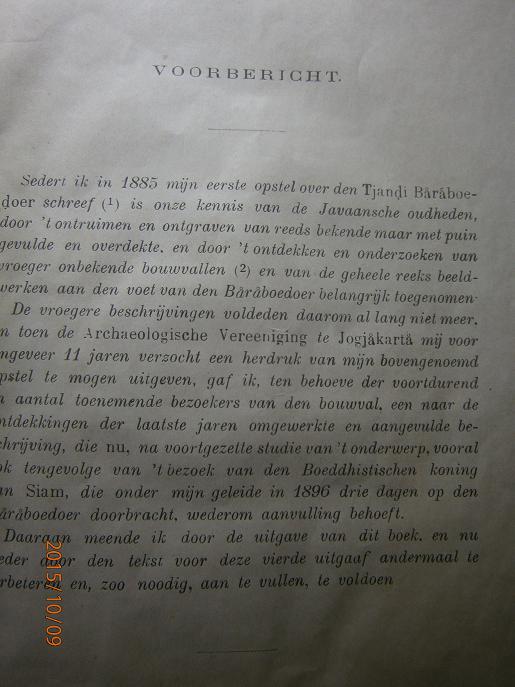 VOORBERICHT.
Sedert ik in 1885 mijn eerste opstel over den Tjanḍi Båråboe-
doer schreef (1) is onze kennis van de Javaansche oudheden,
door 't ontruimen en ontgraven van reeds bekende maar met puin
gevulde en overdekte, en door 't ontdekken en onderzoeken van
vroeger onbekende bouwvallen (2) en van de geheele reeks beeld-
werken aan den voet van den Båråboedoer belangrijk toegenomen-
De vroegere beschrijvingen voldeden daarom al lang niet meer,
n toen de Archaeologische Vereeniging te Jogjåkartå mij voor
ngeveer 11 jaren verzocht een herdruk van mijn bovengenoemd
pstel te mogen uitgeven, gaf ik, ten behoeve der voortdurend
n aantal toenemende bezoekers van den bouwval, een naar de
ntdekkingen der laatste jaren omgewerkte en aangevulde be-
chrijving, die nu, na voortgezette studie van 't onderwerp, vooral
ok tengevolge van 't bezoek van den Boeddhistischen koning
an Siam, die onder mijn geleide in 1896 drie dagen op den
åråboedoer doorbracht, wederom aanvulling behoeft.
Daaraan meende ik door de uitgave van dit boek, en nu
eder door den tekst voor deze vierde uitgaaf andermaal te
rbeteren en, zoo noodig, aan te vullen, te voldoen
2015/10/09